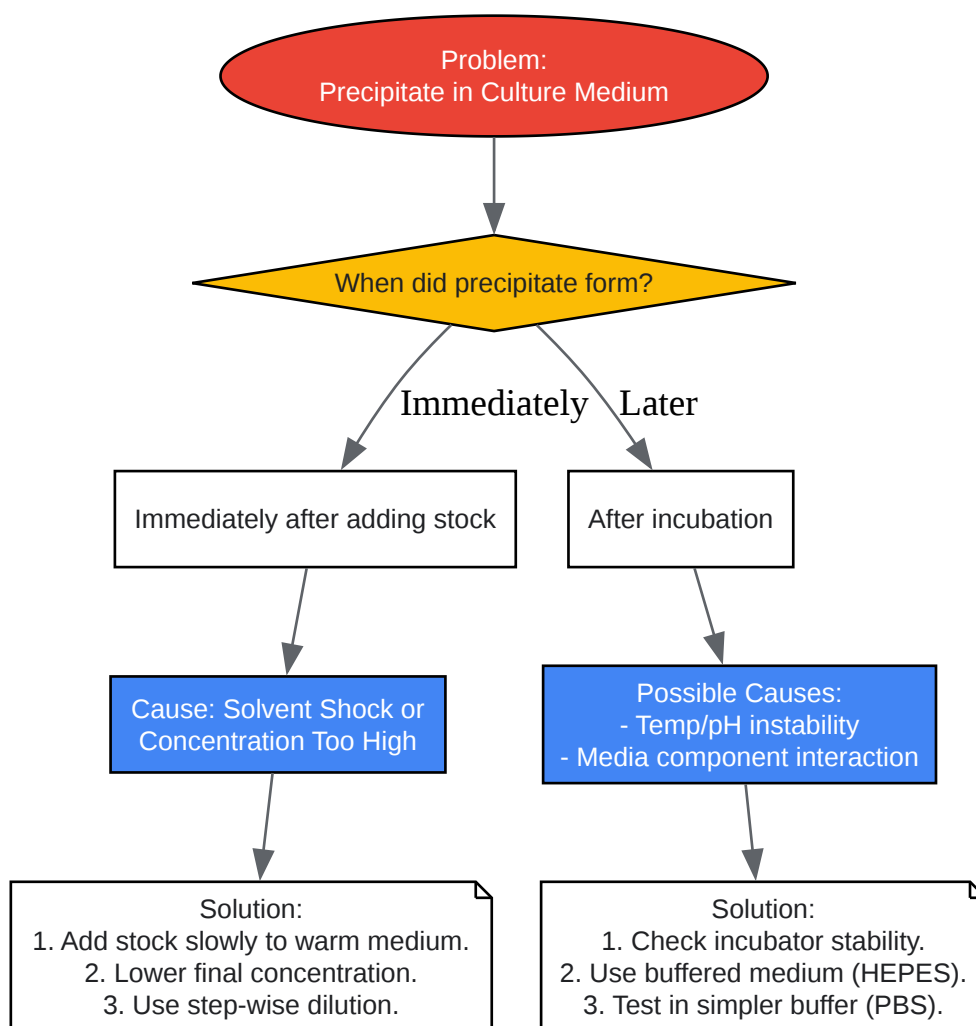 Problem:
Precipitate in Culture Medium
When did precipitate form?
Immediately
Later
Immediately after adding stock
After incubation
Cause: Solvent Shock or
Concentration Too High
Possible Causes:
- Temp/pH instability
- Media component interaction
Solution:
1. Add stock slowly to warm medium.
2. Lower final concentration.
3. Use step-wise dilution.
Solution:
1. Check incubator stability.
2. Use buffered medium (HEPES).
3. Test in simpler buffer (PBS).